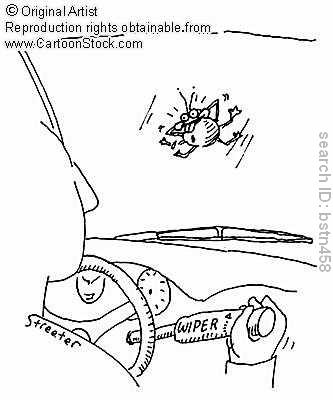 © Original Artist
Reproduction rights obtainable from
www.CartoonStock.com
search ID: bstn458
WIPER
Streeter